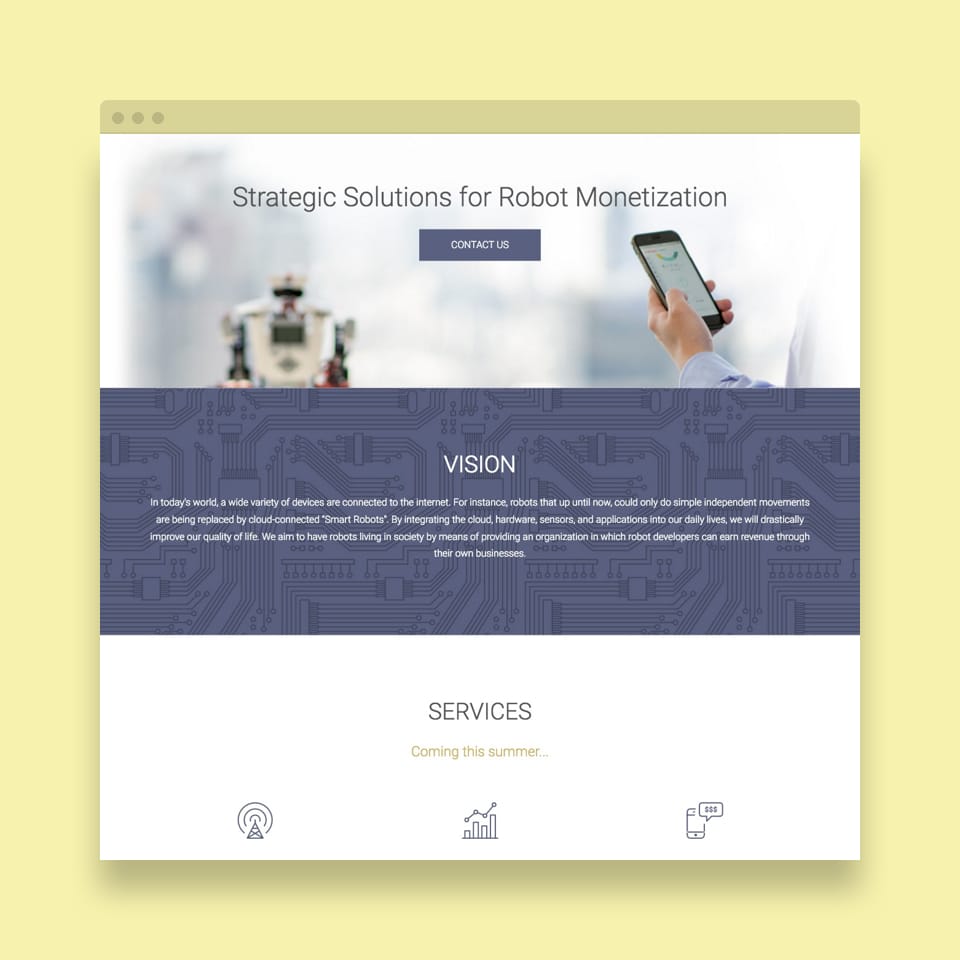 Strategic Solutions for Robot Monetization
CONTACT US
VISION
In today's world, a wide variety of devices are connected to the internet. For instance, robots that up until now, could only do simple independent movements
are being replaced by cloud-connected "Smart Robots". By integrating the cloud, hardware, sensors, and applications into our daily lives, we will drastically
improve our quality of life. We aim to have robots living in society by means of providing an organization in which robot developers can earn revenue through
their own businesses.
SERVICES
Coming this summer...
$$$